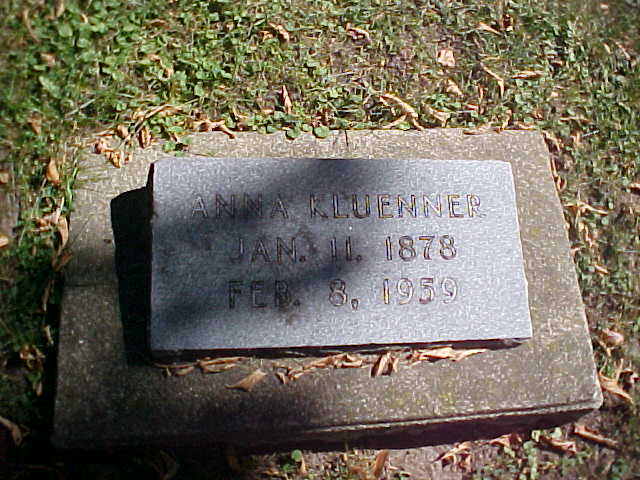 ANNA KLUENNER
JAN. 11. 1878
FEB. 8, 1959